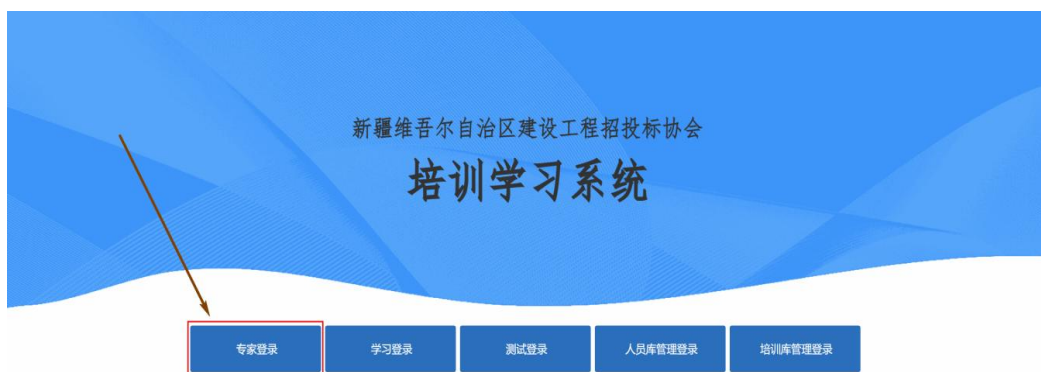 新疆维吾尔自治区建设工程招投标协会
培训学习系统
专家登录 学习登录 测试登录 人员库管理登录 培训库管理登录